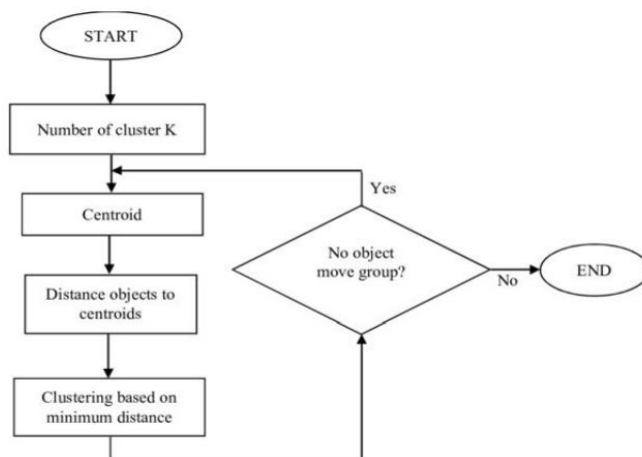 START
Number of cluster K
Centroid
Distance objects to
centroids
Clustering based on
minimum distance
Yes
No object
move group?
No
END